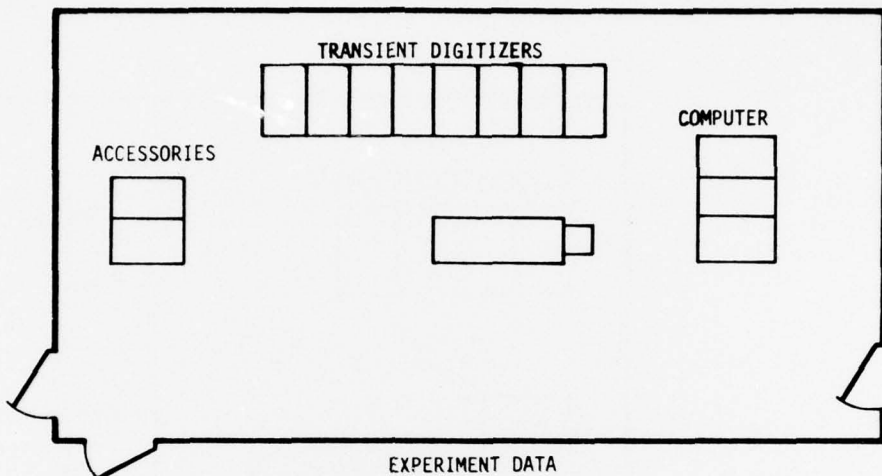 TRANSIENT DIGITIZERS
COMPUTER
ACCESSORIES
EXPERIMENT DATA